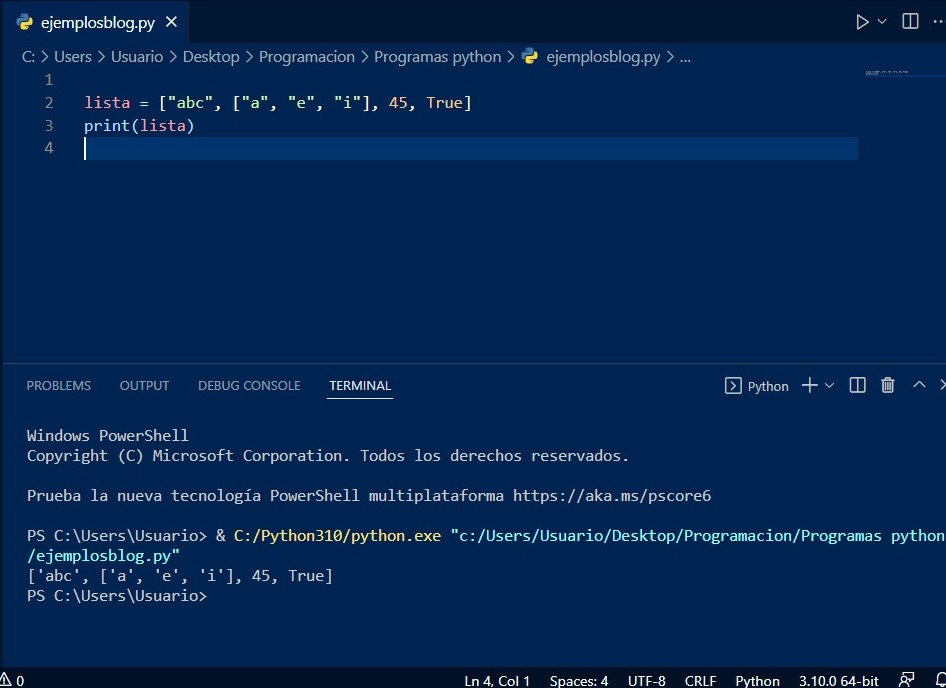 ejemplosblog.py
C: > Users > Usuario > Desktop > Programacion > Programas python > ejemplosblog.py > ...
1
2 lista = ["abc", ["a", "e", "i"], 45, True]
3 print(lista)
4
PROBLEMS OUTPUT DEBUG CONSOLE TERMINAL Python
Windows PowerShell
Copyright (C) Microsoft Corporation. Todos los derechos reservados.
Prueba la nueva tecnología PowerShell multiplataforma https://aka.ms/pscore6
PS C:\Users\Usuario> & C:/Python310/python.exe "c:/Users/Usuario/Desktop/Programacion/Programas python
/ejemplosblog.py"
['abc', ['a', 'e', 'i'], 45, True]
PS C:\Users\Usuario>
0 Ln 4, Col 1 Spaces: 4 UTF-8 CRLF Python 3.10.0 64-bit